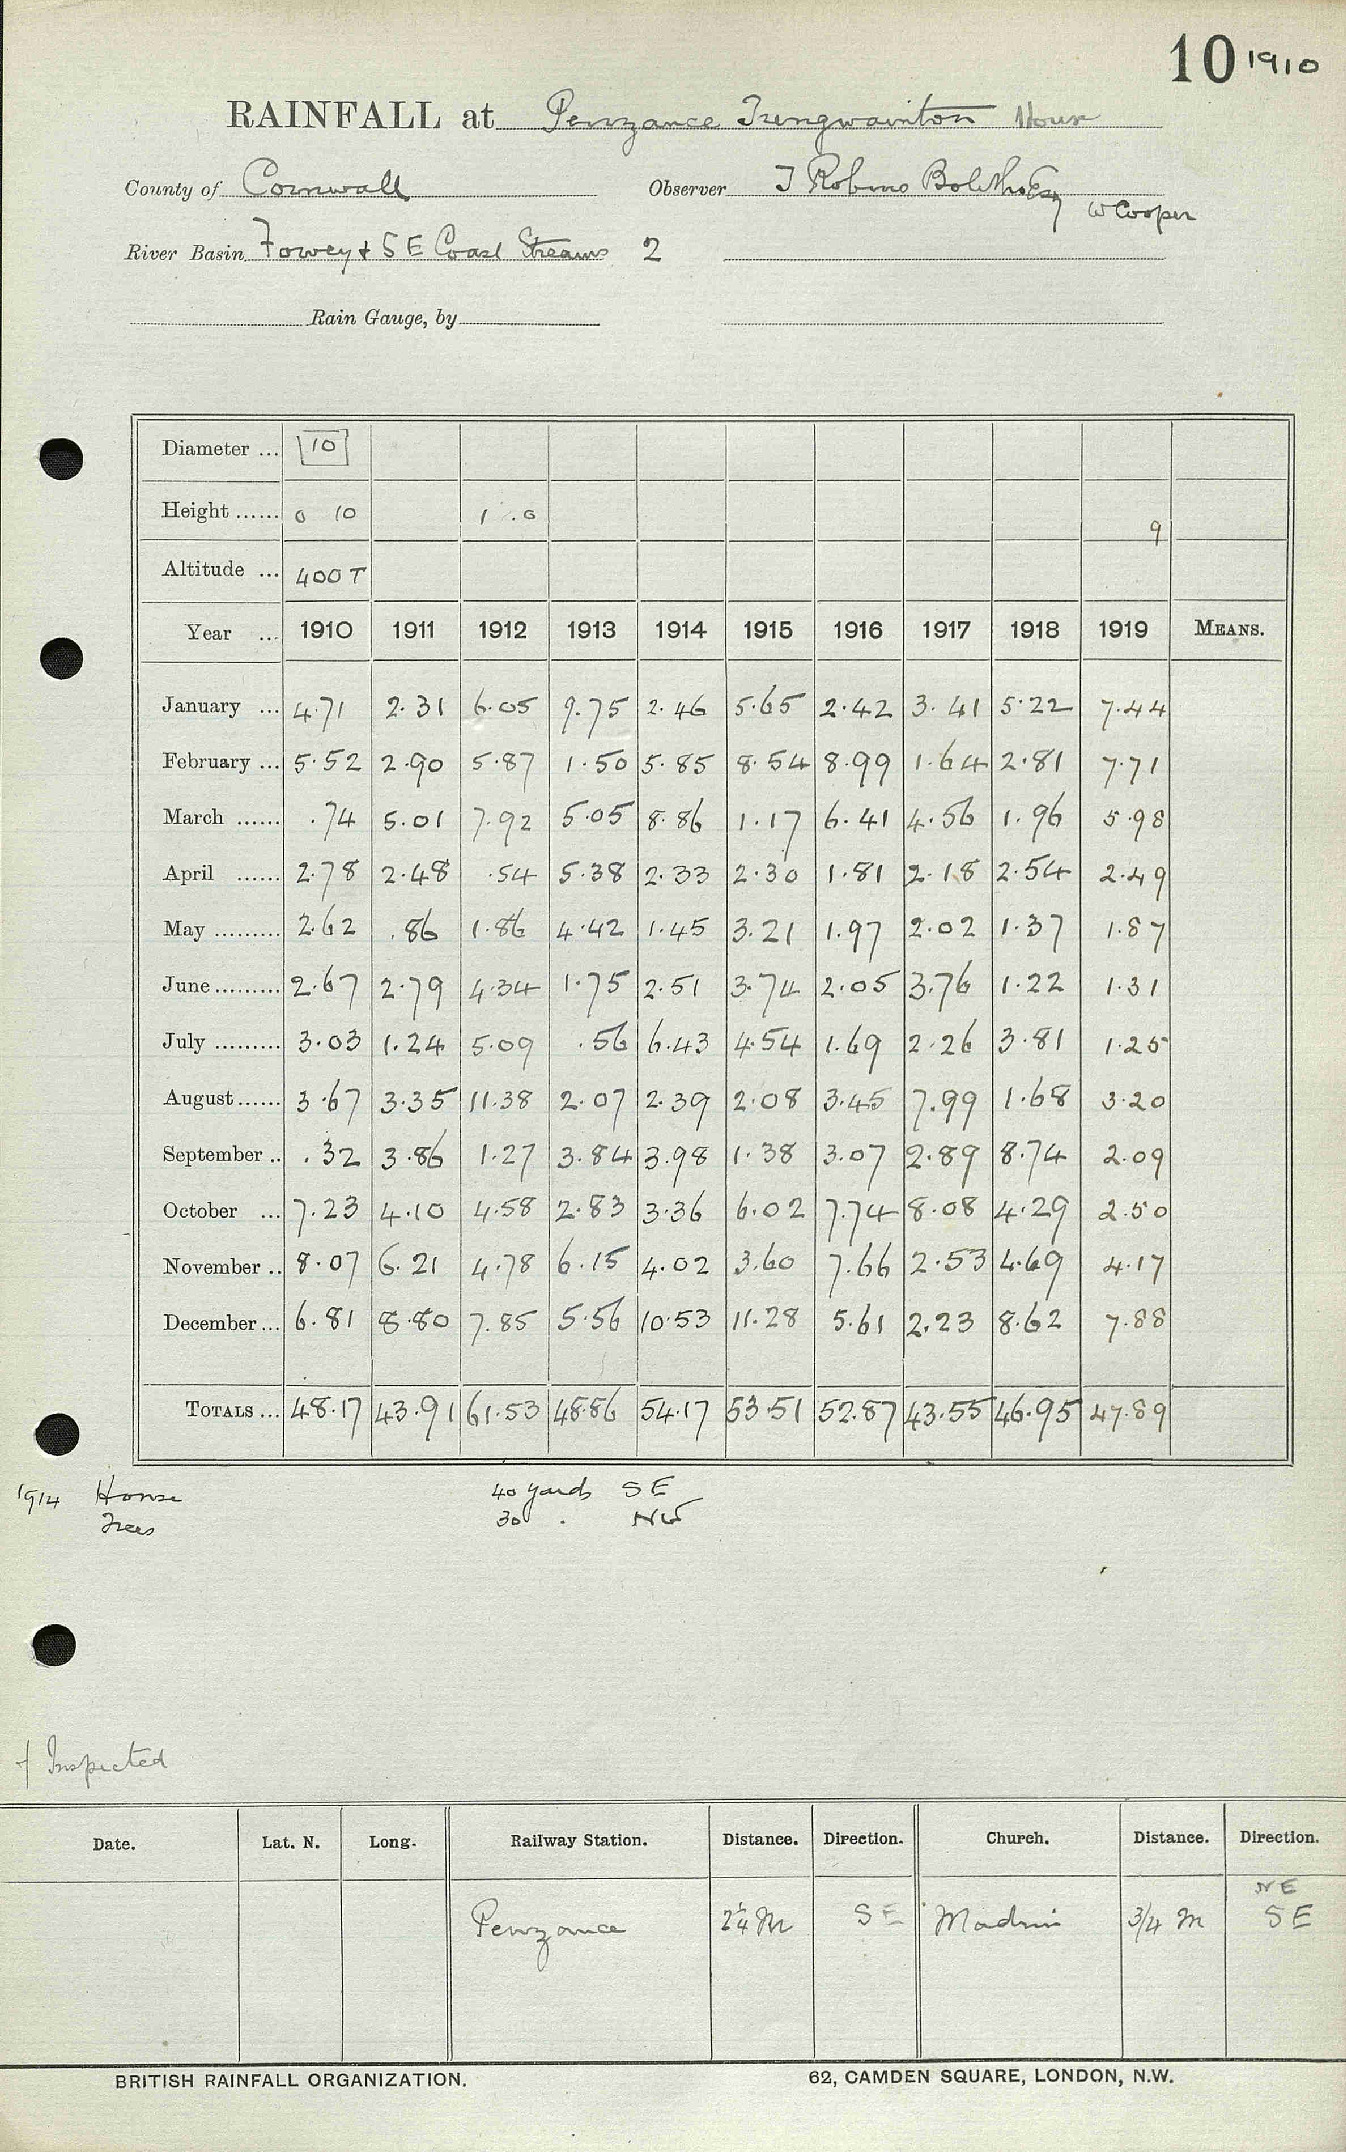 10 1910
RAINFALL at Penzance Trengwainton House
County of Cornwall Observer T Robins Bolitho Esq
W Cooper
River Basin Fowey + S E Coast Streams 2
Rain Gauge, by
Diameter ... 10
Height ...... 0 10 1 .0 9
Altitude ... 400 T
Year ... 1910 1911 1912 1913 1914 1915 1916 1917 1918 1919 MEANS.
January ... 4.71 2.31 6.05 9.75 2.46 5.65 2.42 3.41 5.22 7.44
February ... 5.52 2.90 5.87 1.50 5.85 8.54 8.99 1.64 2.81 7.71
March ...... .74 5.01 7.92 5.05 8.86 1.17 6.41 4.56 1.96 5.98
April ...... 2.78 2.48 .54 5.38 2.33 2.30 1.81 2.18 2.54 2.49
May ......... 2.62 .86 1.86 4.42 1.45 3.21 1.97 2.02 1.37 1.87
June ......... 2.67 2.79 4.34 1.75 2.51 3.74 2.05 3.76 1.22 1.31
July ......... 3.03 1.24 5.09 .56 6.43 4.54 1.69 2.26 3.81 1.25
August ...... 3.67 3.35 11.38 2.07 2.39 2.08 3.45 7.99 1.68 3.20
September .. .32 3.86 1.27 3.84 3.98 1.38 3.07 2.89 8.74 2.09
October ... 7.23 4.10 4.58 2.83 3.36 6.02 7.74 8.08 4.29 2.50
November .. 8.07 6.21 4.78 6.15 4.02 3.60 7.66 2.53 4.69 4.17
December ... 6.81 8.80 7.85 5.56 10.53 11.28 5.61 2.23 8.62 7.88
TOTALS ... 48.17 43.91 61.53 48.86 54.17 53.51 52.87 43.55 46.95 47.89
1914 House 40 yards SE
Trees 30 . NW
+ Inspected
Date. Lat. N. Long. Railway Station. Distance. Direction. Church. Distance. Direction.
NE
Penzance 2 1/4 M SE Madron 3/4 M SE
BRITISH RAINFALL ORGANIZATION. 62, CAMDEN SQUARE, LONDON, N.W.